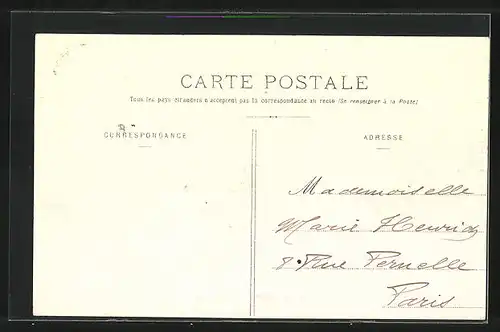 CARTE POSTALE
Tous les pays étrangers n'acceptent pas la correspondance au recto (Se renseigner à la Poste)
CORRESPONDANCE
ADRESSE
Mademoiselle
Marie
8 Rue Pernelle
Paris